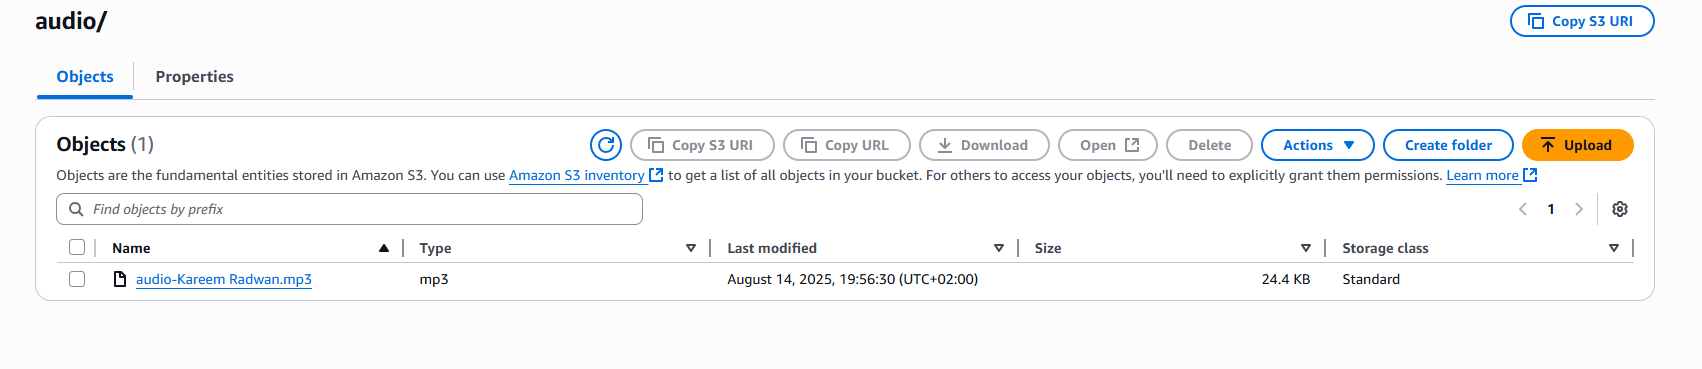 audio/
Copy S3 URI
Objects
Properties
Objects (1)
Copy S3 URI
Copy URL
Download
Open
Delete
Actions
Create folder
Upload
Objects are the fundamental entities stored in Amazon S3. You can use Amazon S3 inventory to get a list of all objects in your bucket. For others to access your objects, you'll need to explicitly grant them permissions. Learn more
Find objects by prefix
1
Name
Type
Last modified
Size
Storage class
audio-Kareem Radwan.mp3
mp3
August 14, 2025, 19:56:30 (UTC+02:00)
24.4 KB
Standard